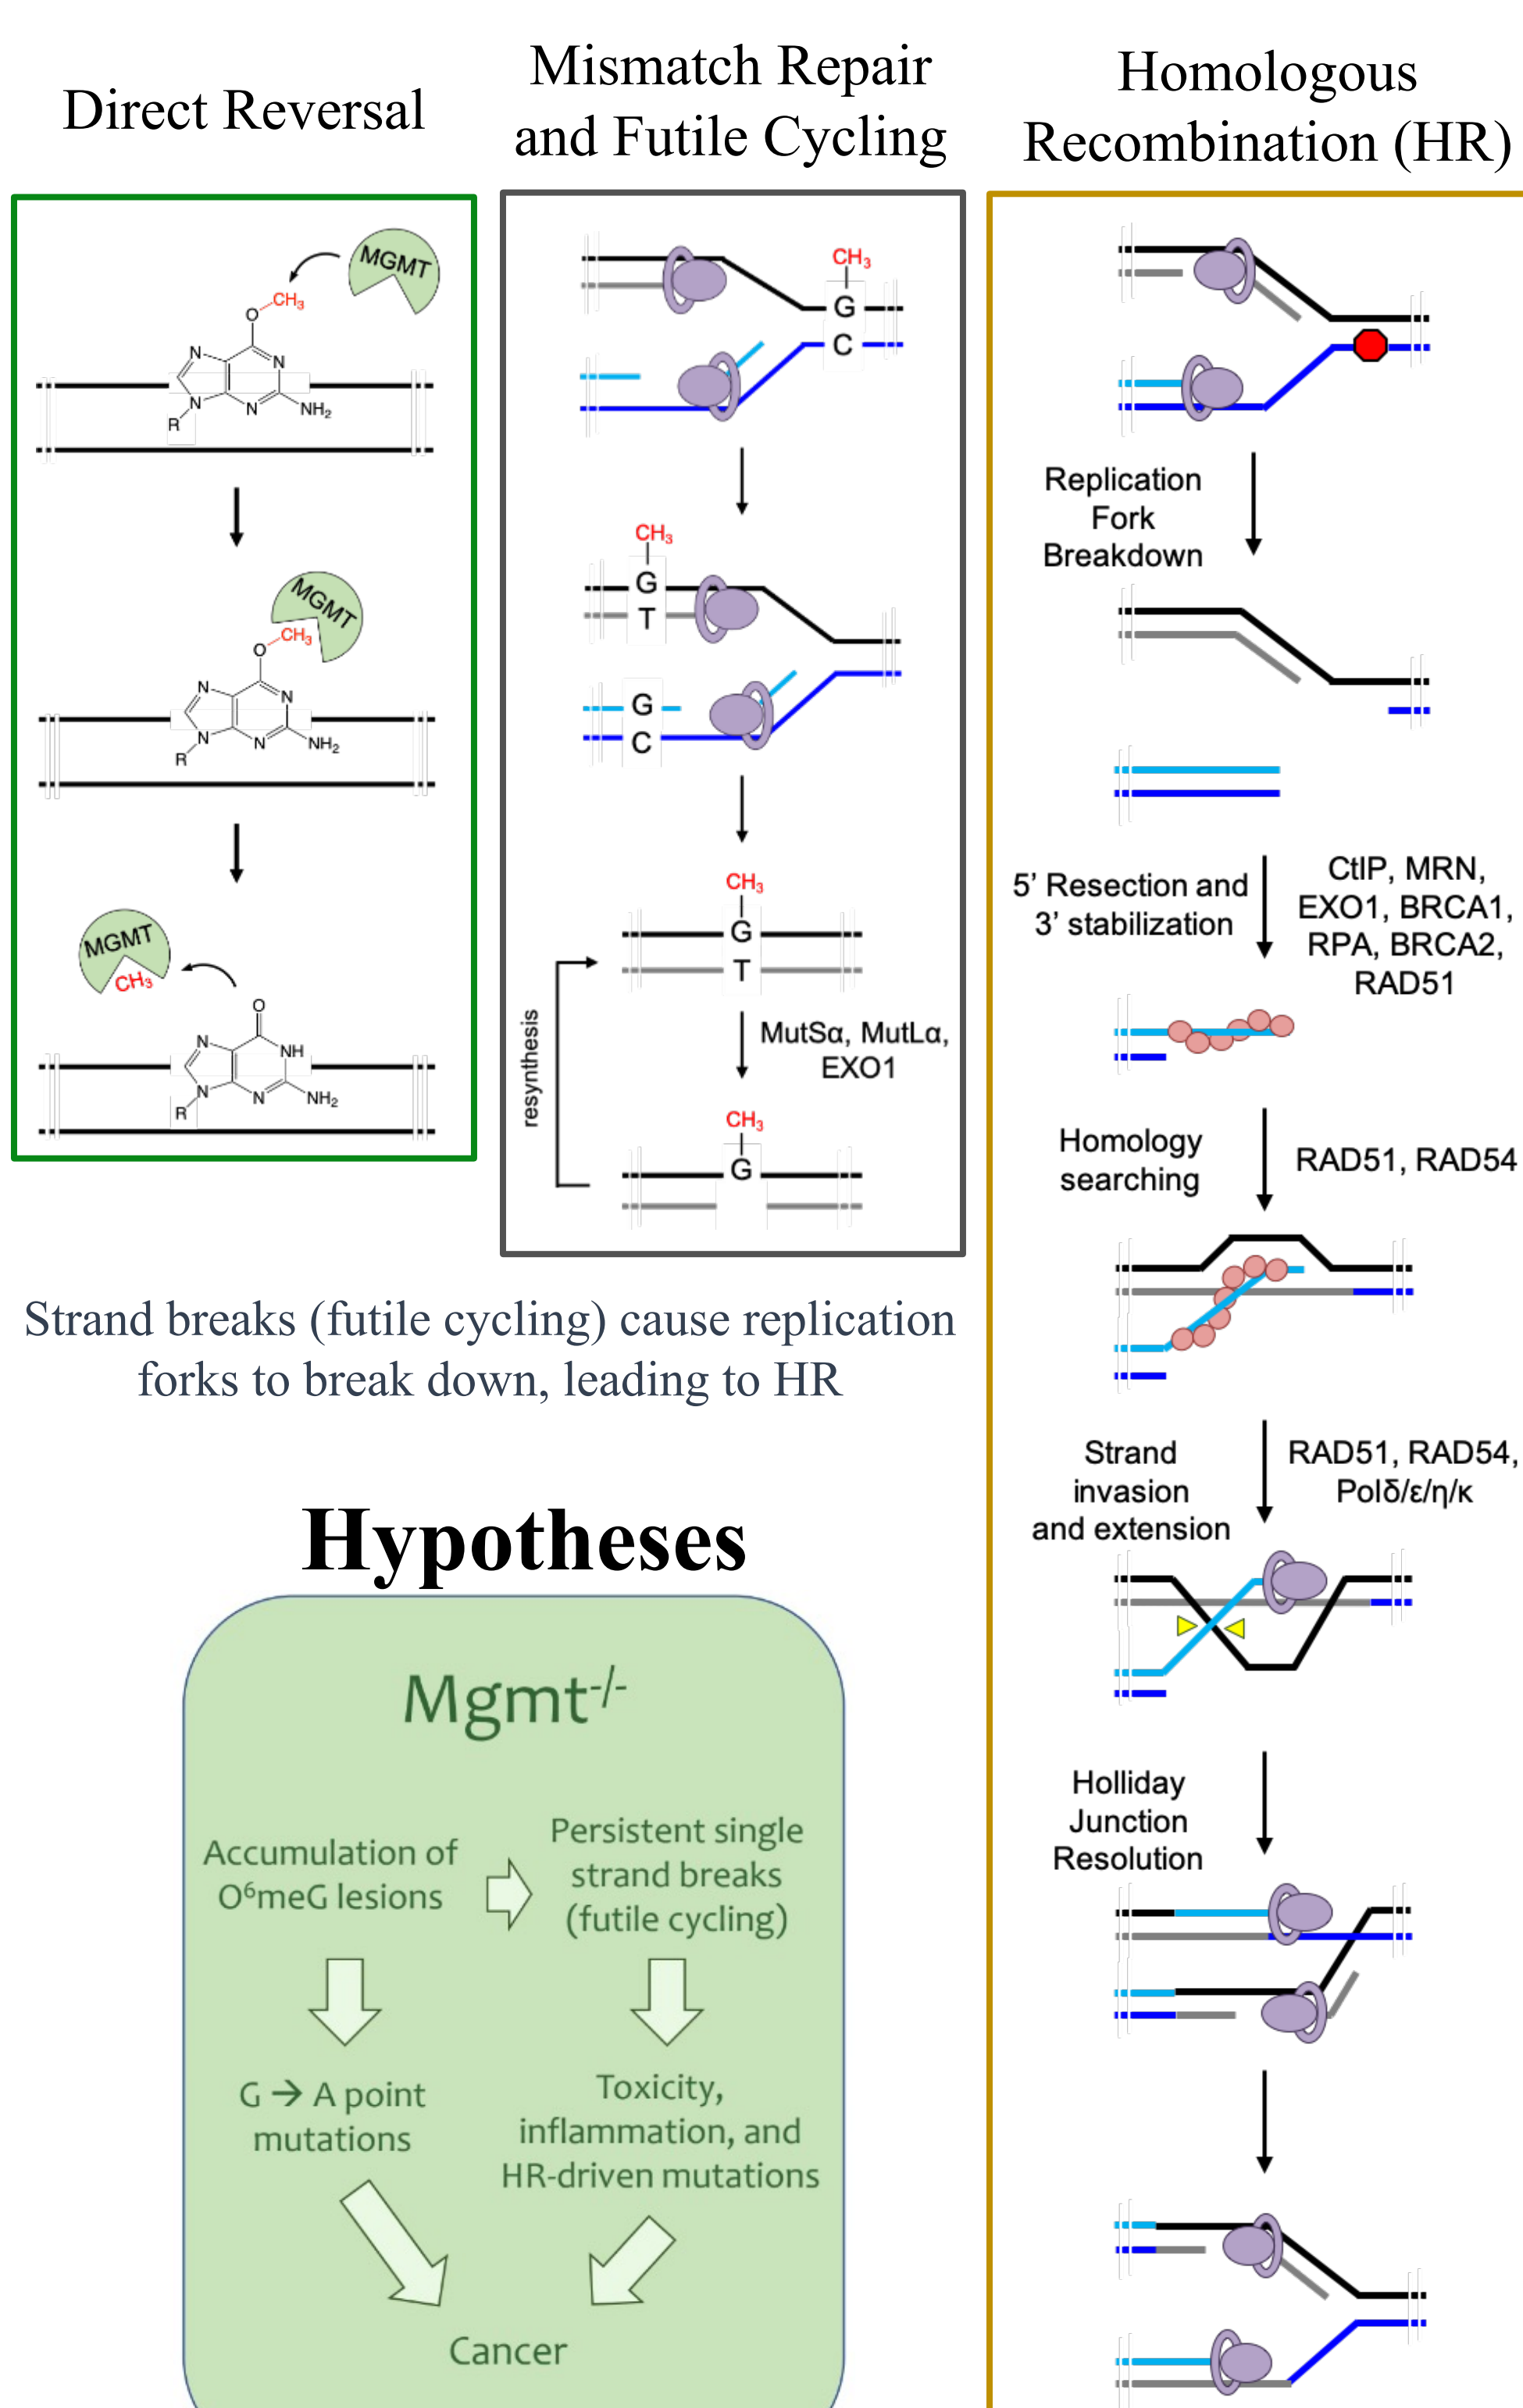 Direct Reversal
MGMT
CH₃
O
N
N
N
N
NH₂
R
MGMT
CH₃
O
N
N
N
N
NH₂
R
MGMT
CH₃
O
N
NH
N
N
NH₂
R
Mismatch Repair
and Futile Cycling
CH₃
G
C
CH₃
G
T
G
C
CH₃
G
T
resynthesis
MutSα, MutLα,
EXO1
CH₃
G
Strand breaks (futile cycling) cause replication
forks to break down, leading to HR
Hypotheses
Mgmt⁻/⁻
Accumulation of
O⁶meG lesions
Persistent single
strand breaks
(futile cycling)
G → A point
mutations
Toxicity,
inflammation, and
HR-driven mutations
Cancer
Homologous
Recombination (HR)
Replication
Fork
Breakdown
5’ Resection and
3’ stabilization
CtIP, MRN,
EXO1, BRCA1,
RPA, BRCA2,
RAD51
Homology
searching
RAD51, RAD54
Strand
invasion
and extension
RAD51, RAD54,
Polδ/ε/η/κ
Holliday
Junction
Resolution